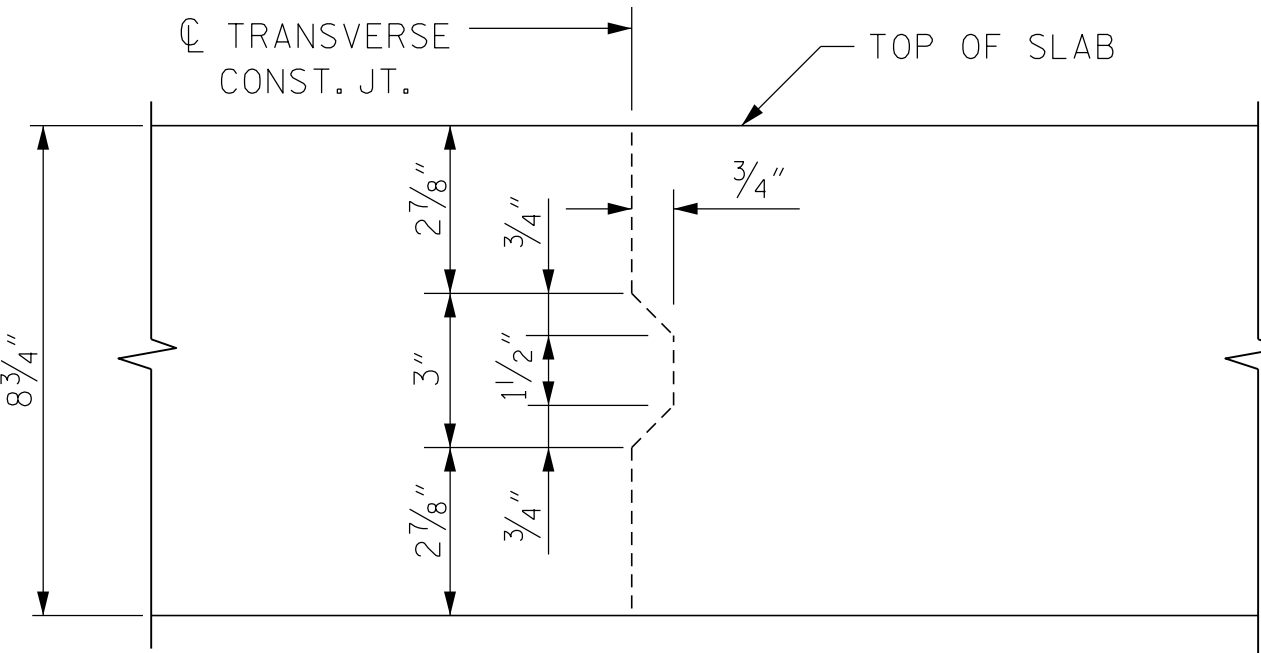 ℄ TRANSVERSE
CONST. JT.
TOP OF SLAB
2⅞"
¾"
¾"
8¾"
3"
1½"
2⅞"
¾"